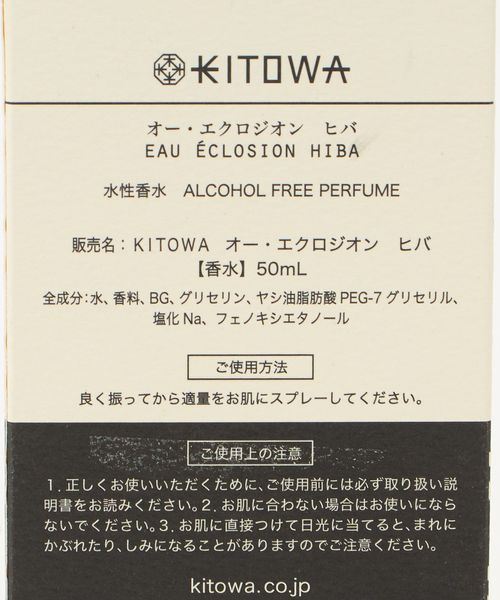 KITOWA
オー・エクロジオン　ヒバ
EAU ÉCLOSION HIBA
水性香水　ALCOHOL FREE PERFUME
販売名：KITOWA　オー・エクロジオン　ヒバ
【香水】50mL
全成分：水、香料、BG、グリセリン、ヤシ油脂肪酸PEG-7グリセリル、
塩化Na、フェノキシエタノール
ご使用方法
良く振ってから適量をお肌にスプレーしてください。
ご使用上の注意
1．正しくお使いいただくために、ご使用前には必ず取り扱い説
明書をお読みください。2．お肌に合わない場合はお使いになら
ないでください。3．お肌に直接つけて日光に当てると、まれに
かぶれたり、しみになることがありますのでご注意ください。
kitowa.co.jp